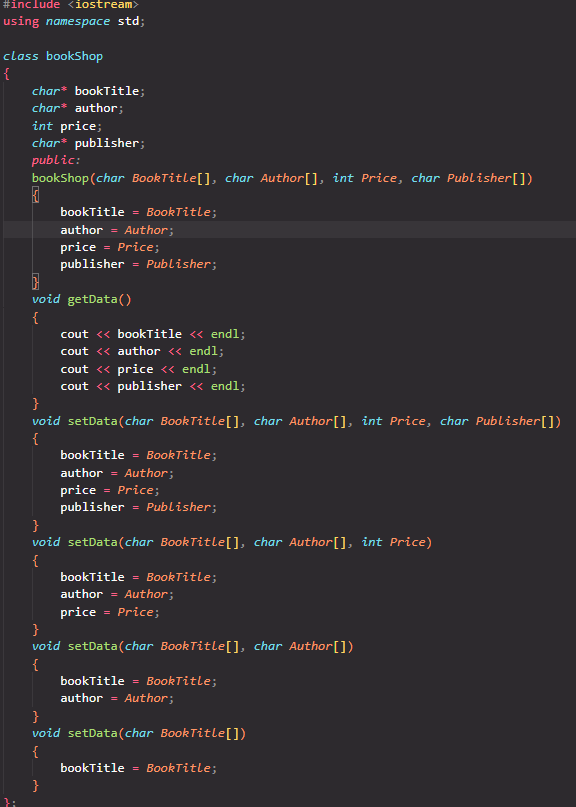 #include <iostream>
using namespace std;

class bookShop
{
    char* bookTitle;
    char* author;
    int price;
    char* publisher;
    public:
    bookShop(char BookTitle[], char Author[], int Price, char Publisher[])
    {
        bookTitle = BookTitle;
        author = Author;
        price = Price;
        publisher = Publisher;
    }
    void getData()
    {
        cout << bookTitle << endl;
        cout << author << endl;
        cout << price << endl;
        cout << publisher << endl;
    }
    void setData(char BookTitle[], char Author[], int Price, char Publisher[])
    {
        bookTitle = BookTitle;
        author = Author;
        price = Price;
        publisher = Publisher;
    }
    void setData(char BookTitle[], char Author[], int Price)
    {
        bookTitle = BookTitle;
        author = Author;
        price = Price;
    }
    void setData(char BookTitle[], char Author[])
    {
        bookTitle = BookTitle;
        author = Author;
    }
    void setData(char BookTitle[])
    {
        bookTitle = BookTitle;
    }
};